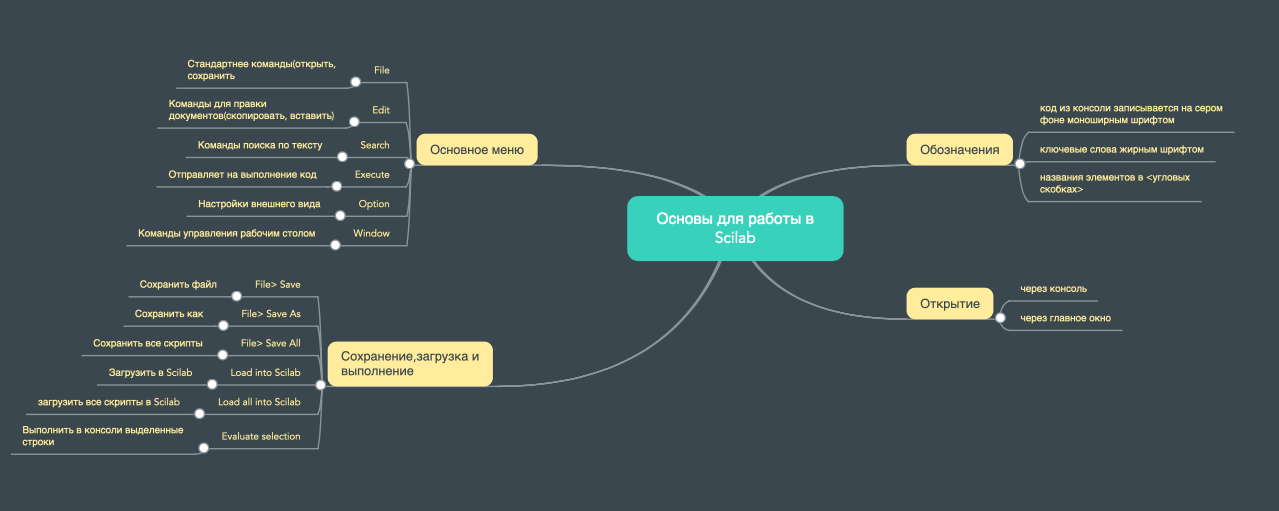 Основы для работы в
Scilab
Основное меню
File
Стандартнее команды(открыть,
сохранить
Edit
Команды для правки
документов(скопировать, вставить)
Search
Команды поиска по тексту
Execute
Отправляет на выполнение код
Option
Настройки внешнего вида
Window
Команды управления рабочим столом
Сохранение,загрузка и
выполнение
File> Save
Сохранить файл
File> Save As
Сохранить как
File> Save All
Сохранить все скрипты
Load into Scilab
Загрузить в Scilab
Load all into Scilab
загрузить все скрипты в Scilab
Evaluate selection
Выполнить в консоли выделенные
строки
Обозначения
код из консоли записывается на сером
фоне моноширным шрифтом
ключевые слова жирным шрифтом
названия элементов в <угловых
скобках>
Открытие
через консоль
через главное окно